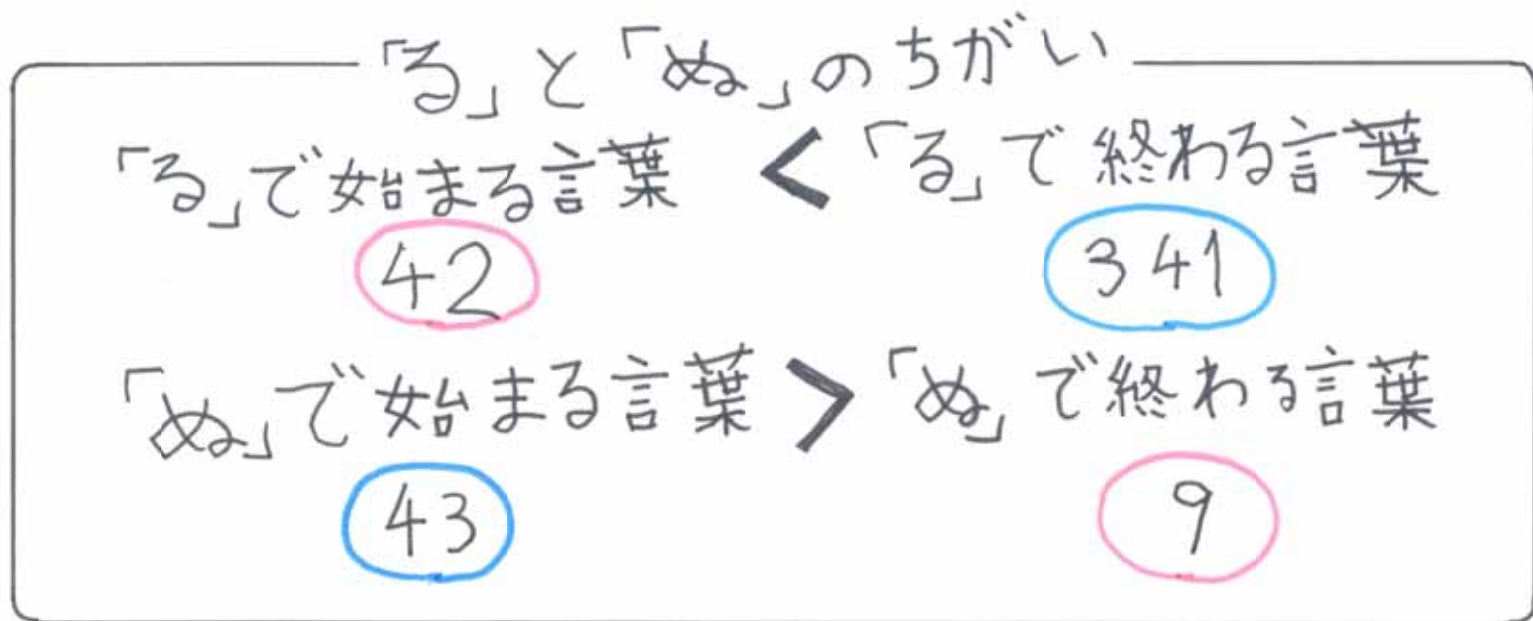 「る」と「ぬ」のちがい
「る」で始まる言葉 < 「る」で終わる言葉
42 341
「ぬ」で始まる言葉 > 「ぬ」で終わる言葉
43 9